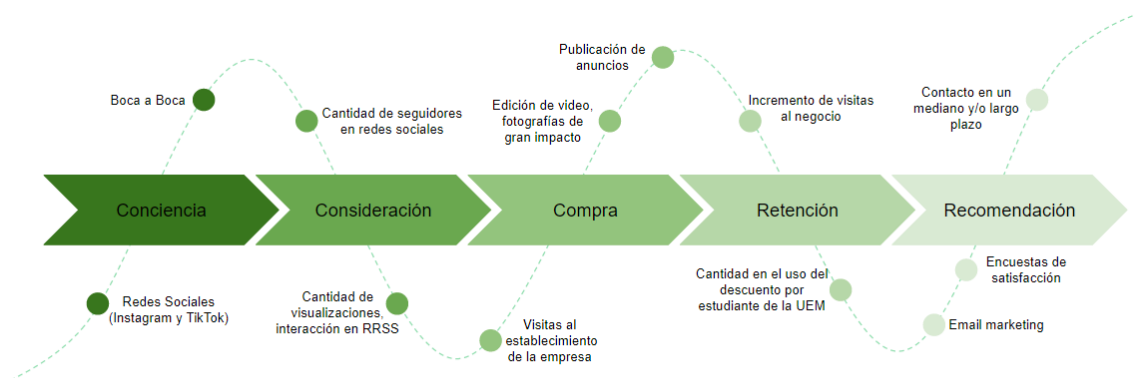 Publicación de
anuncios
Boca a Boca
Cantidad de seguidores
en redes sociales
Edición de video,
fotografías de
gran impacto
Incremento de visitas
al negocio
Contacto en un
mediano y/o largo
plazo
Conciencia
Consideración
Compra
Retención
Recomendación
Redes Sociales
(Instagram y TikTok)
Cantidad de
visualizaciones,
interacción en RRSS
Visitas al
establecimiento
de la empresa
Cantidad en el uso del
descuento por
estudiante de la UEM
Encuestas de
satisfacción
Email marketing